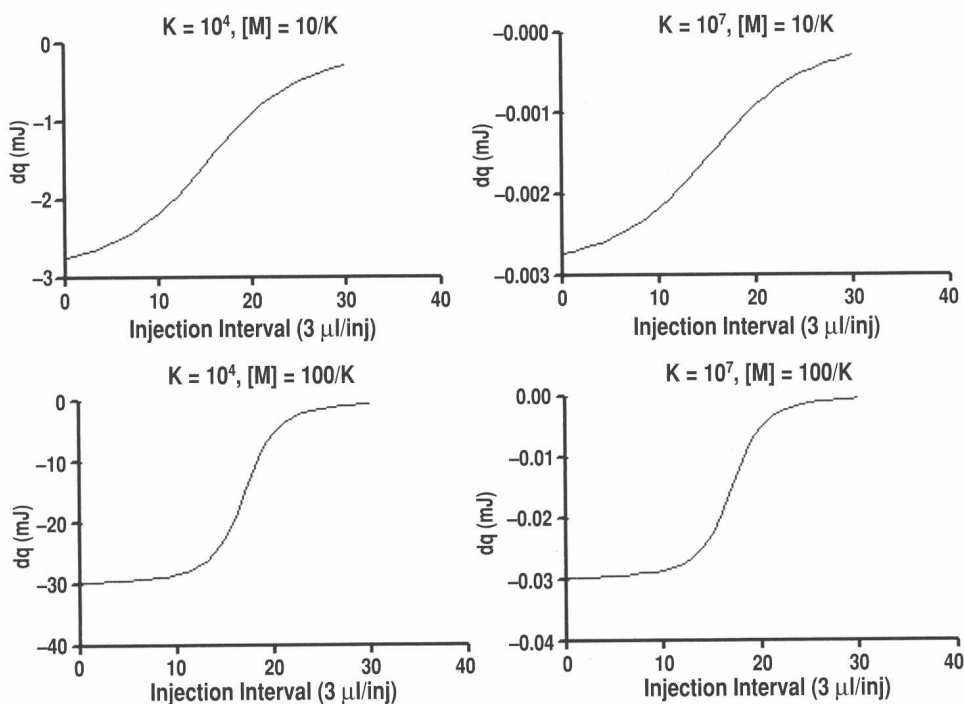 K = 10⁴, [M] = 10/K
0
−1
−2
−3
dq (mJ)
0 10 20 30 40
Injection Interval (3 µl/inj)
K = 10⁷, [M] = 10/K
−0.000
−0.001
−0.002
−0.003
dq (mJ)
0 10 20 30 40
Injection Interval (3 µl/inj)
K = 10⁴, [M] = 100/K
0
−10
−20
−30
−40
dq (mJ)
0 10 20 30 40
Injection Interval (3 µl/inj)
K = 10⁷, [M] = 100/K
0.00
−0.01
−0.02
−0.03
−0.04
dq (mJ)
0 10 20 30 40
Injection Interval (3 µl/inj)